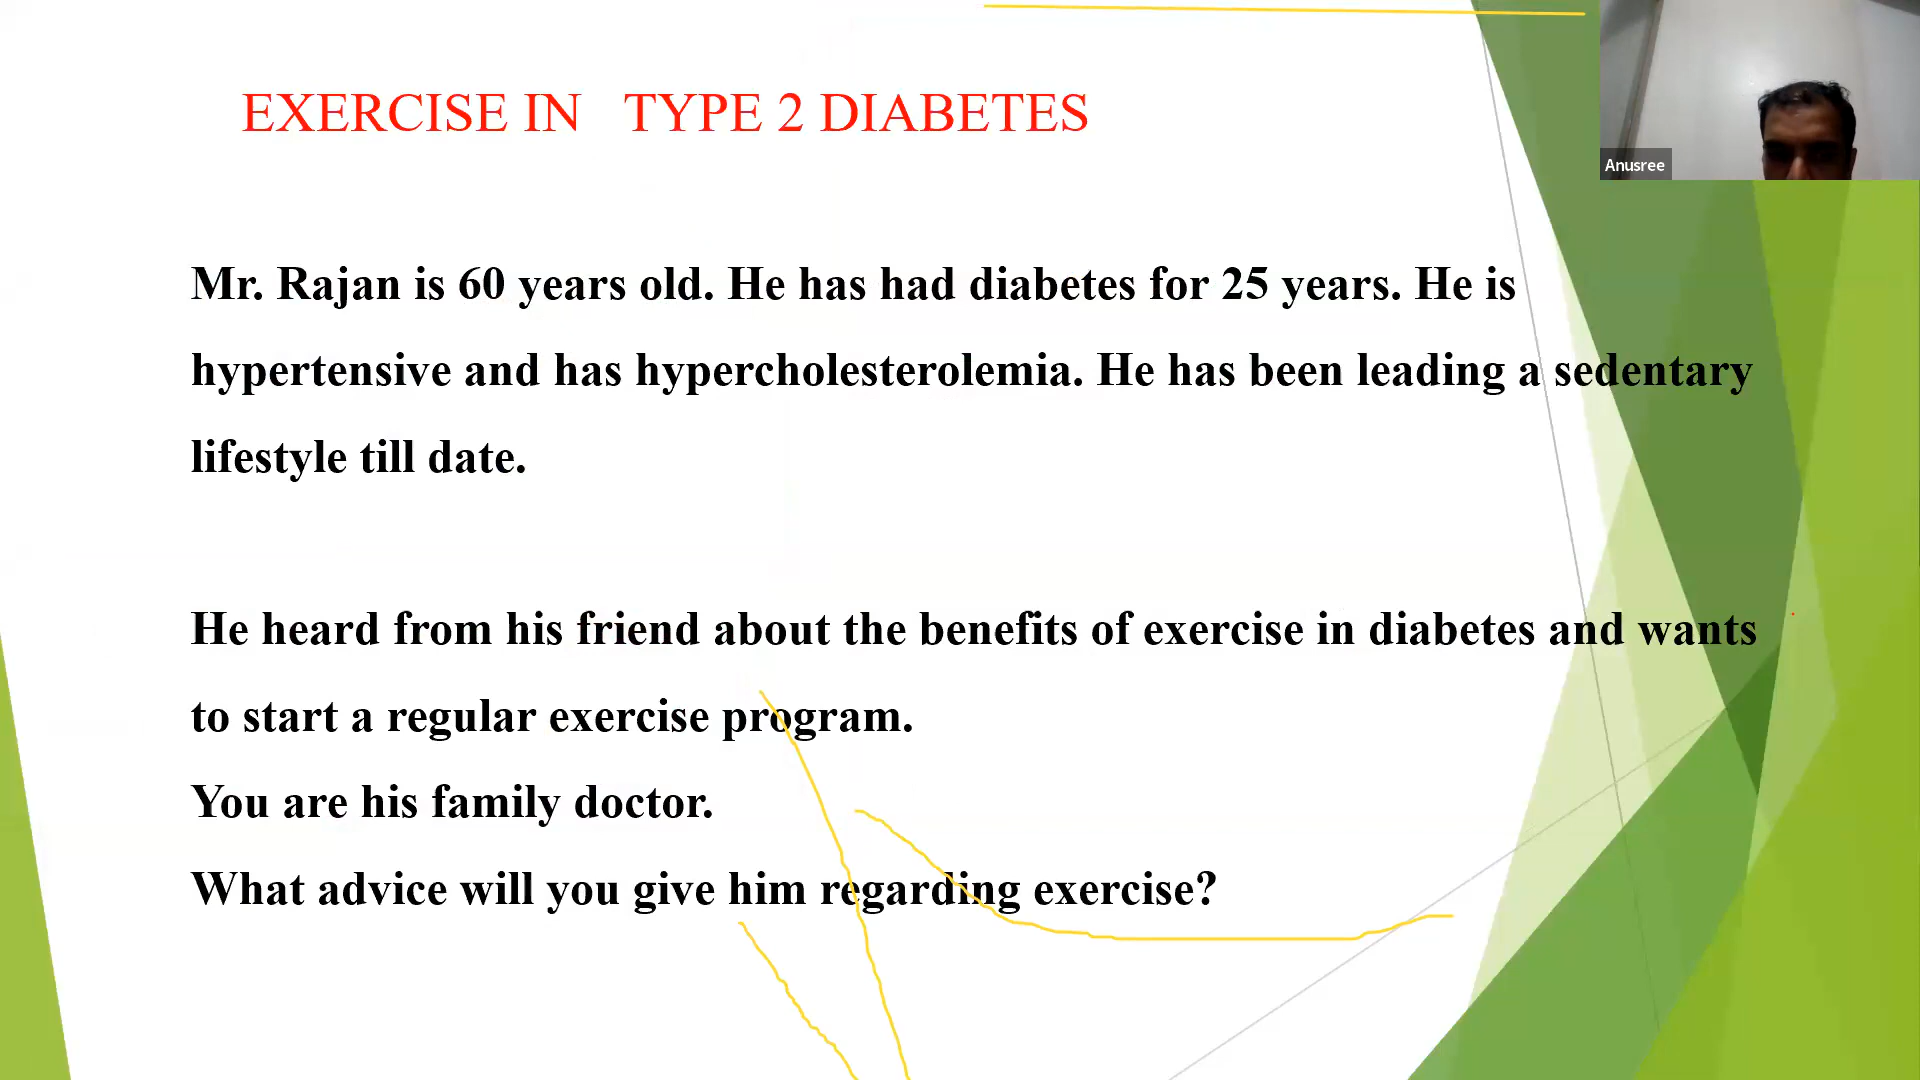 EXERCISE IN TYPE 2 DIABETES
Anusree
Mr. Rajan is 60 years old. He has had diabetes for 25 years. He is
hypertensive and has hypercholesterolemia. He has been leading a sedentary
lifestyle till date.
He heard from his friend about the benefits of exercise in diabetes and wants
to start a regular exercise program.
You are his family doctor.
What advice will you give him regarding exercise?